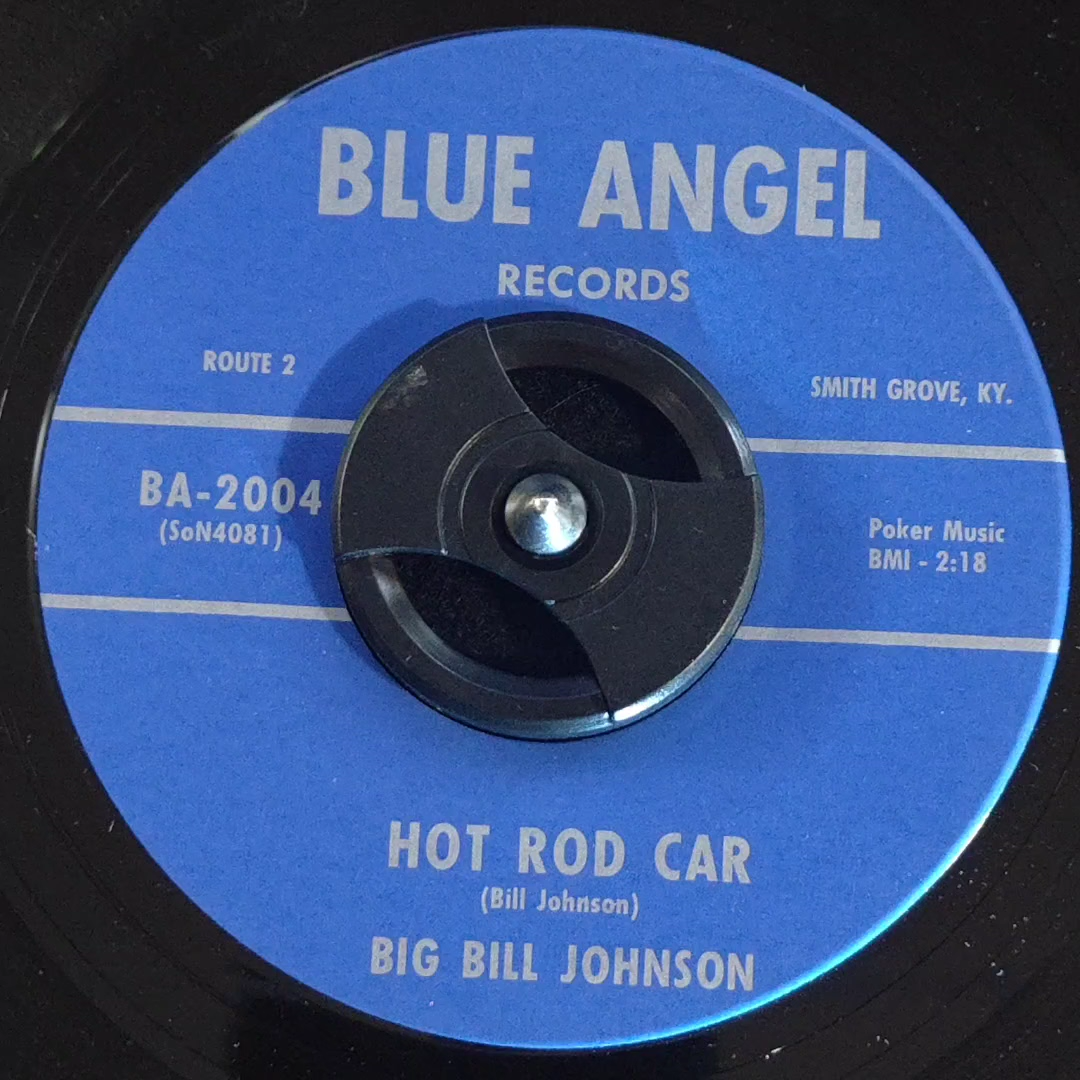 BLUE ANGEL
RECORDS
ROUTE 2
SMITH GROVE, KY.
BA-2004
(SoN4081)
Poker Music
BMI - 2:18
HOT ROD CAR
(Bill Johnson)
BIG BILL JOHNSON